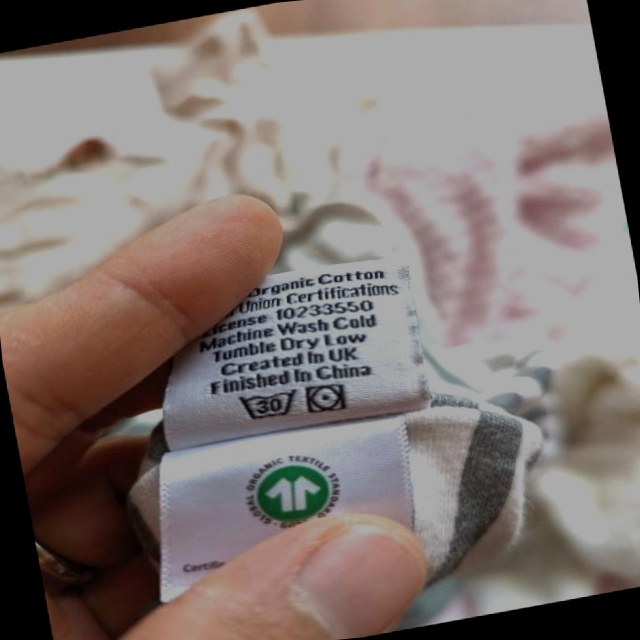 Organic Cotton
Union Certifications
License 10233550
Machine Wash Cold
Tumble Dry Low
Created In UK
Finished In China
30
GLOBAL ORGANIC TEXTILE STANDARD